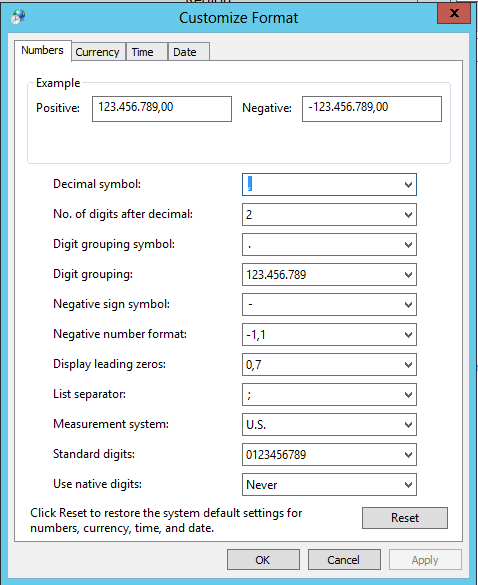 Customize Format
Numbers Currency Time Date
Example
Positive: 123.456.789,00 Negative: -123.456.789,00
Decimal symbol: ,
No. of digits after decimal: 2
Digit grouping symbol: .
Digit grouping: 123.456.789
Negative sign symbol: -
Negative number format: -1,1
Display leading zeros: 0,7
List separator: ;
Measurement system: U.S.
Standard digits: 0123456789
Use native digits: Never
Click Reset to restore the system default settings for
numbers, currency, time, and date.
Reset
OK Cancel Apply